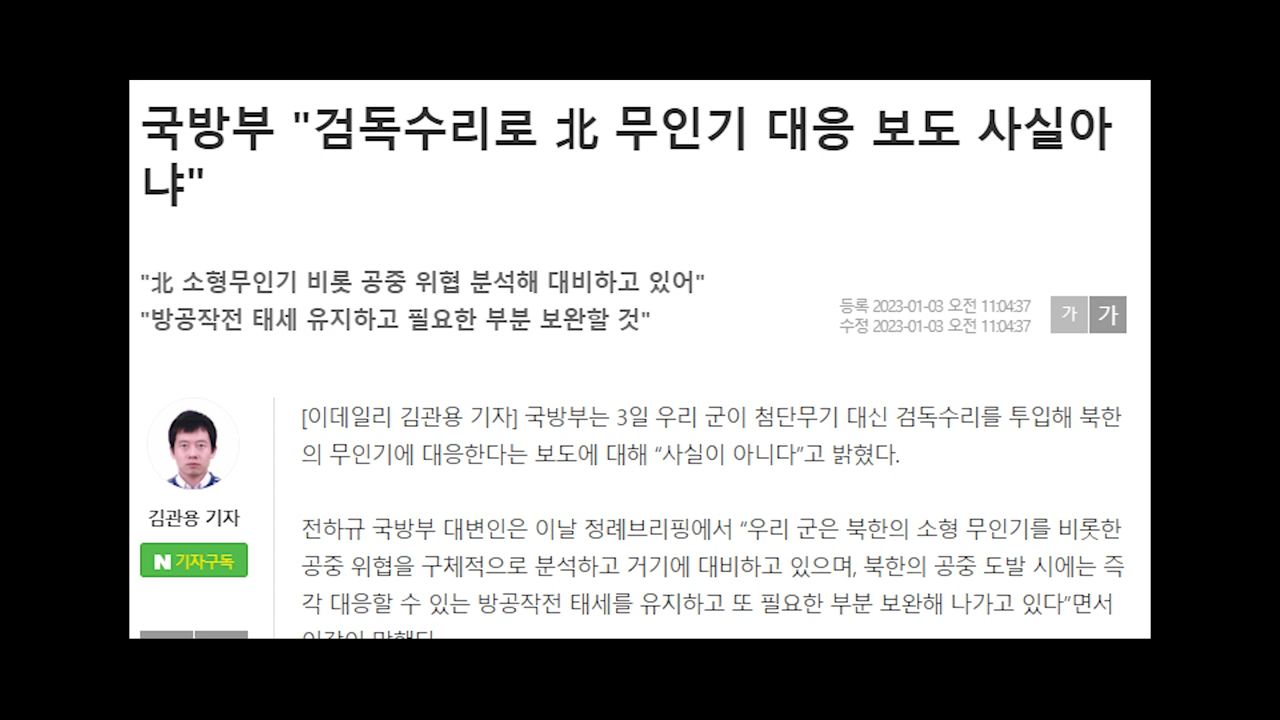 국방부 "검독수리로 北 무인기 대응 보도 사실아
냐"
"北 소형무인기 비롯 공중 위협 분석해 대비하고 있어"
"방공작전 태세 유지하고 필요한 부분 보완할 것"
등록 2023-01-03 오전 11:04:37
수정 2023-01-03 오전 11:04:37
가 가
[이데일리 김관용 기자] 국방부는 3일 우리 군이 첨단무기 대신 검독수리를 투입해 북한
의 무인기에 대응한다는 보도에 대해 “사실이 아니다”고 밝혔다.
김관용 기자
N 기자구독
전하규 국방부 대변인은 이날 정례브리핑에서 “우리 군은 북한의 소형 무인기를 비롯한
공중 위협을 구체적으로 분석하고 거기에 대비하고 있으며, 북한의 공중 도발 시에는 즉
각 대응할 수 있는 방공작전 태세를 유지하고 또 필요한 부분 보완해 나가고 있다”면서